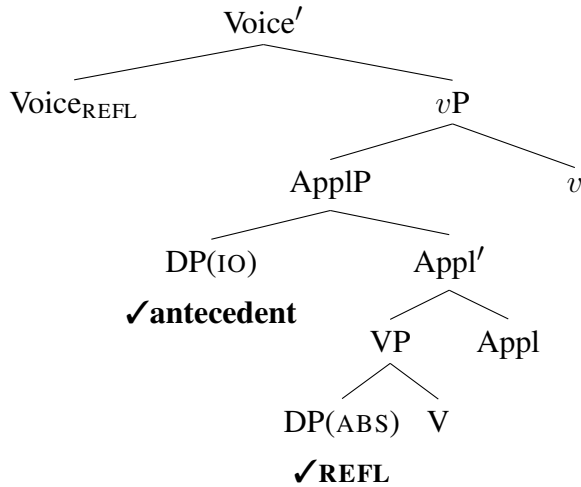 Voice′
Voice_REFL vP
ApplP v
DP(IO) Appl′
✓antecedent
VP Appl
DP(ABS) V
✓REFL